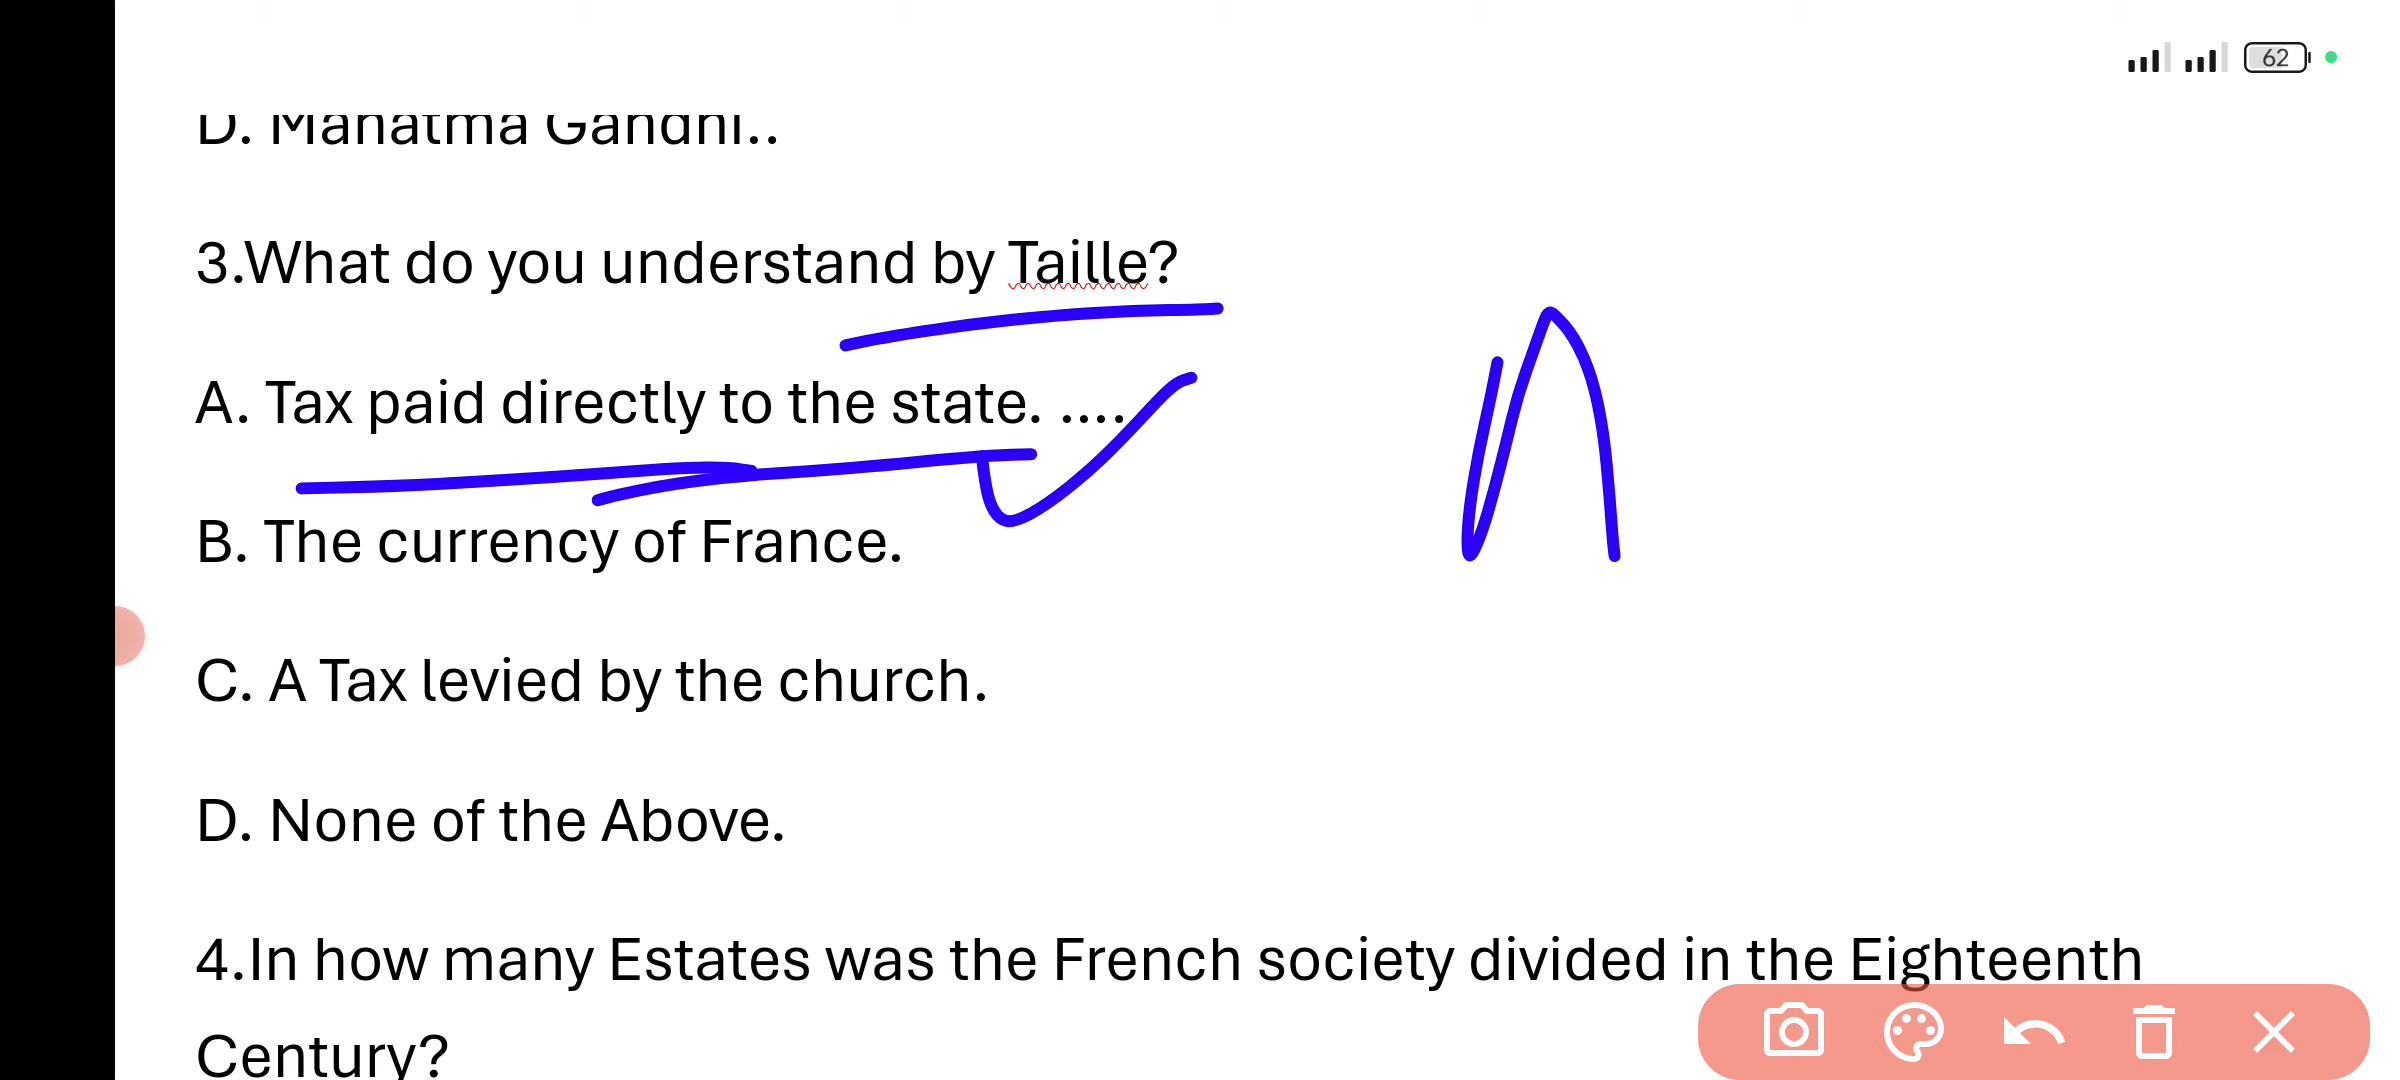 62
D. Mahatma Gandhi..
3.What do you understand by Taille?
A. Tax paid directly to the state. ....
B. The currency of France.
C. A Tax levied by the church.
D. None of the Above.
4.In how many Estates was the French society divided in the Eighteenth
Century?